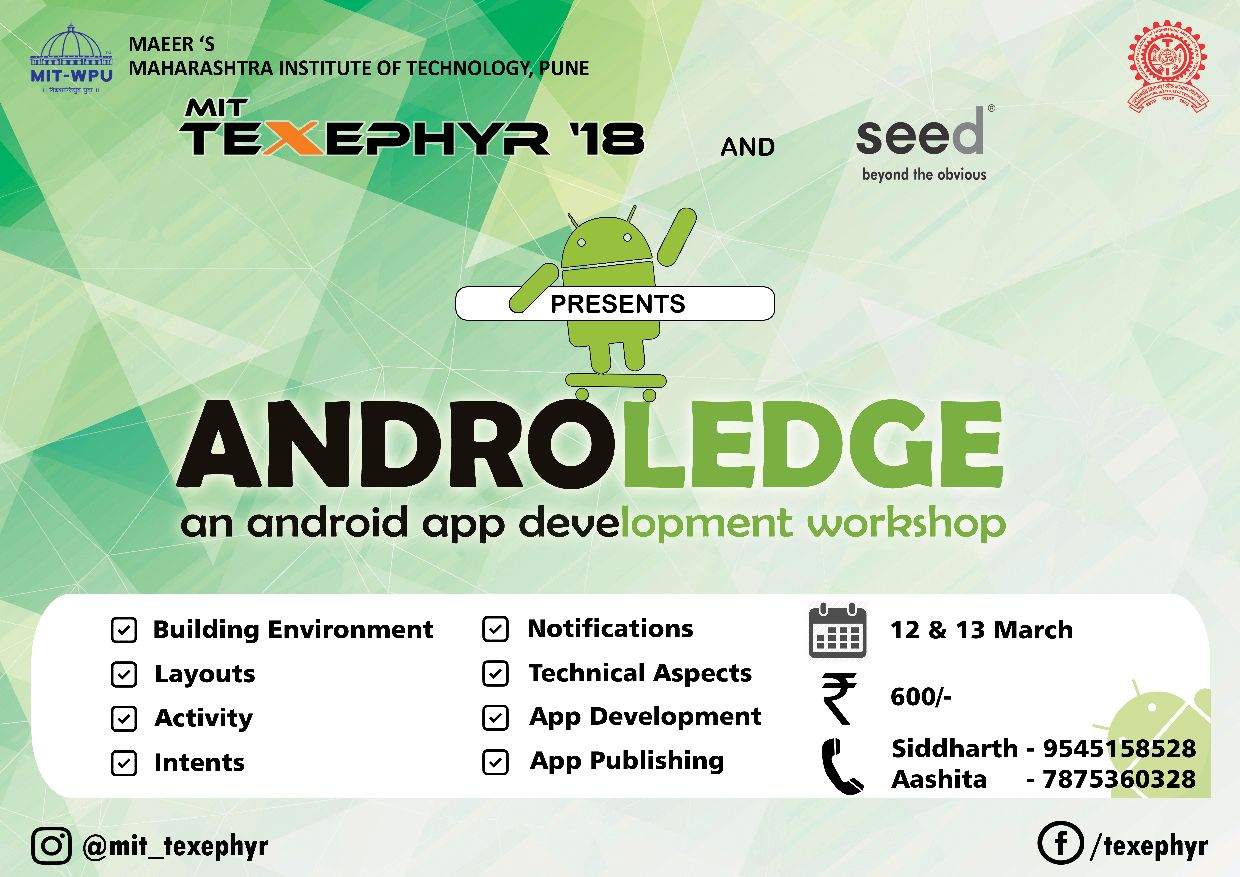 MAEER ‘S
MAHARASHTRA INSTITUTE OF TECHNOLOGY, PUNE
MIT-WPU
MIT
TEXEPHYR '18
AND
seed®
beyond the obvious
PRESENTS
ANDROLEDGE
an android app development workshop
Building Environment
Layouts
Activity
Intents
Notifications
Technical Aspects
App Development
App Publishing
12 & 13 March
₹ 600/-
Siddharth - 9545158528
Aashita - 7875360328
@mit_texephyr
/texephyr